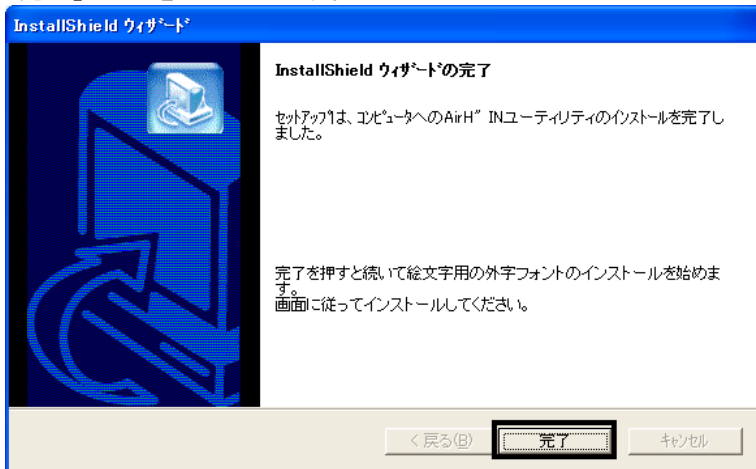 InstallShield ウィザード
InstallShield ウィザードの完了
セットアップは、コンピュータへのAirH" INユーティリティのインストールを完了し
ました。
完了を押すと続いて絵文字用の外字フォントのインストールを始めま
す。
画面に従ってインストールしてください。
< 戻る(B)
完了
キャンセル